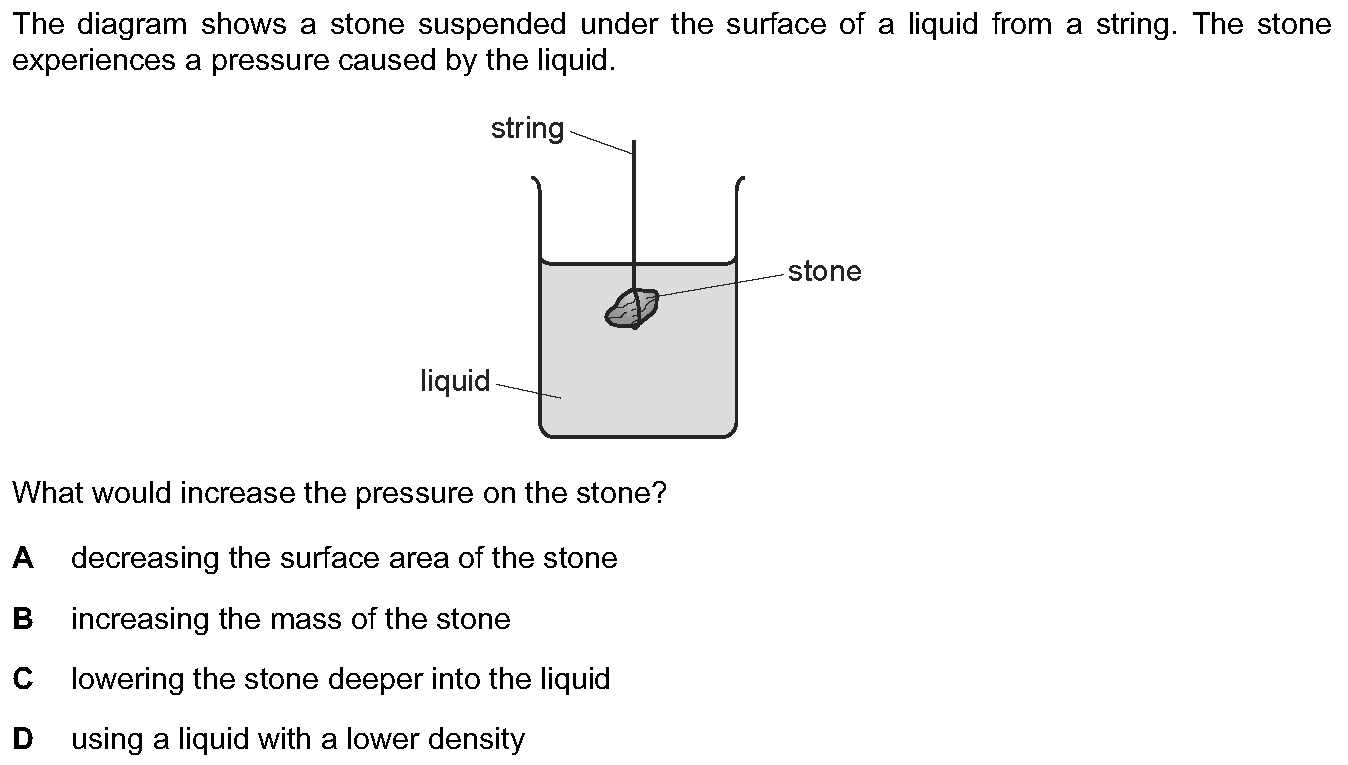 The diagram shows a stone suspended under the surface of a liquid from a string. The stone
experiences a pressure caused by the liquid.
string
stone
liquid
What would increase the pressure on the stone?
A decreasing the surface area of the stone
B increasing the mass of the stone
C lowering the stone deeper into the liquid
D using a liquid with a lower density